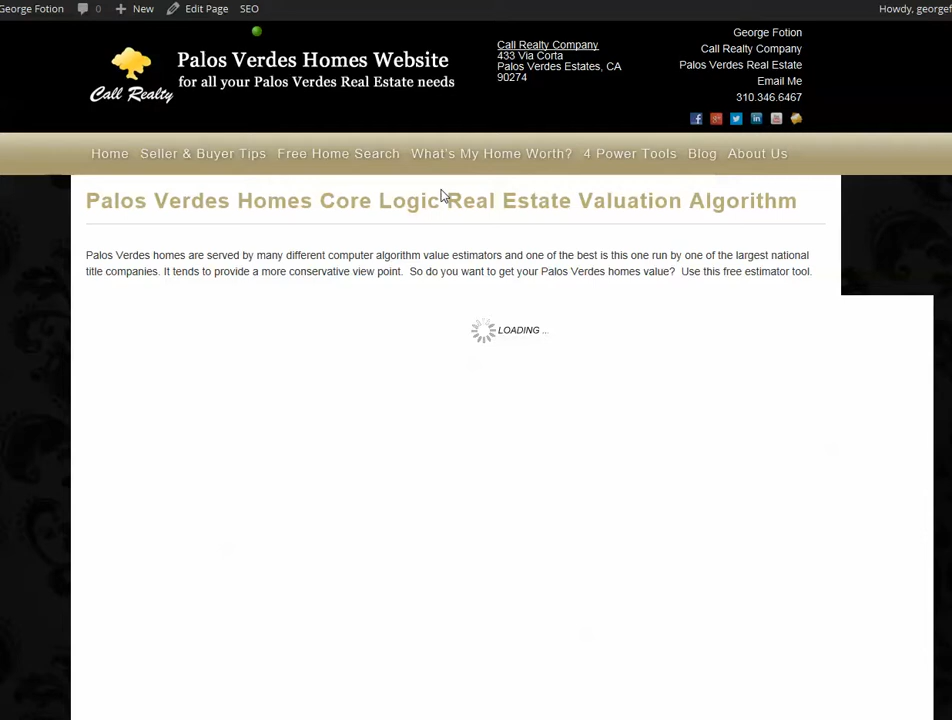 George Fotion 0 New Edit Page SEO Howdy, georgef
Call Realty
Palos Verdes Homes Website
for all your Palos Verdes Real Estate needs
Call Realty Company
433 Via Corta
Palos Verdes Estates, CA
90274
George Fotion
Call Realty Company
Palos Verdes Real Estate
Email Me
310.346.6467
Home Seller & Buyer Tips Free Home Search What's My Home Worth? 4 Power Tools Blog About Us
Palos Verdes Homes Core Logic Real Estate Valuation Algorithm
Palos Verdes homes are served by many different computer algorithm value estimators and one of the best is this one run by one of the largest national
title companies. It tends to provide a more conservative view point. So do you want to get your Palos Verdes homes value? Use this free estimator tool.
LOADING ...